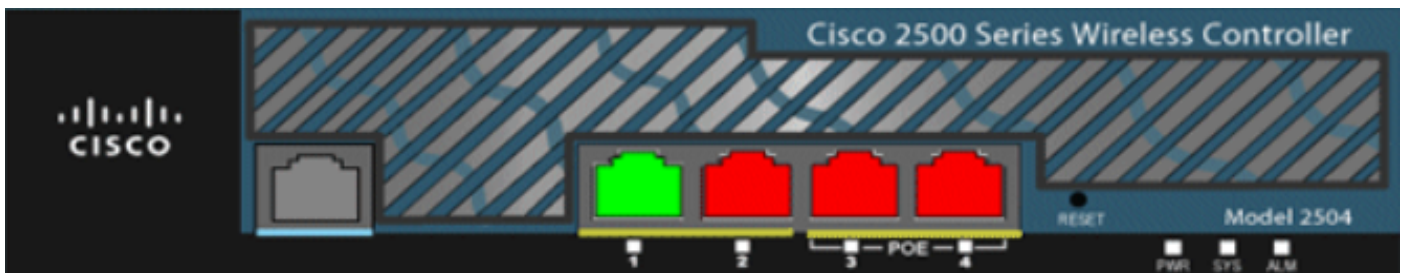 Cisco 2500 Series Wireless Controller
CISCO
RESET
Model 2504
1 2 3 POE 4
PWR SYS ALM